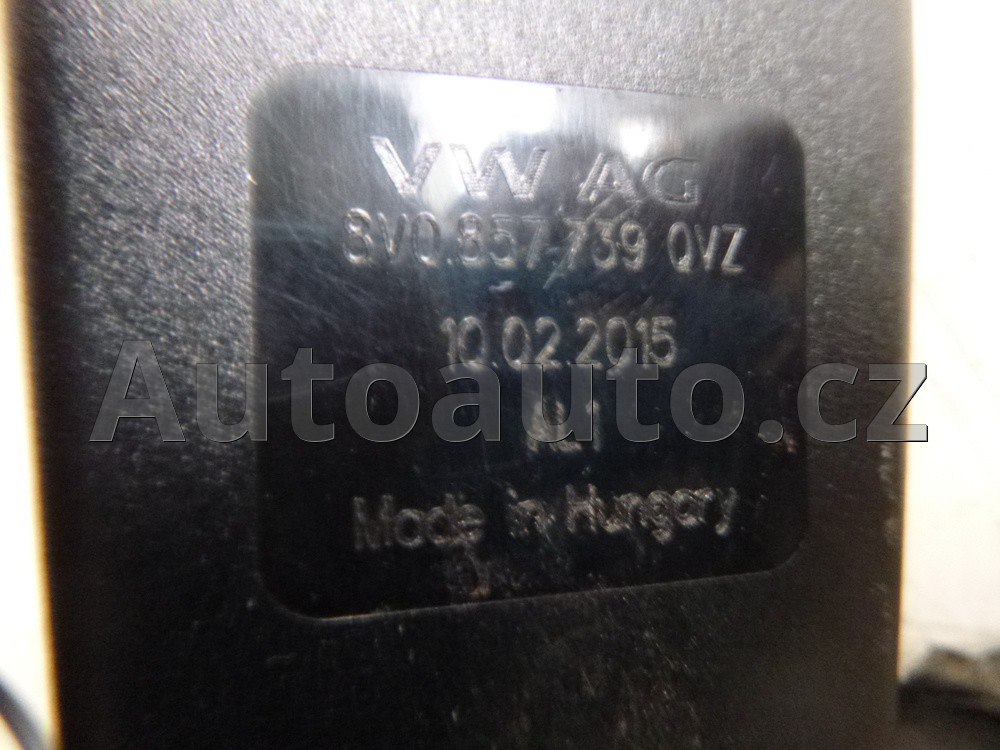 VW AG
8V0.857 739 QVZ
10.02.2015
Autoauto.cz
Made in Hungary